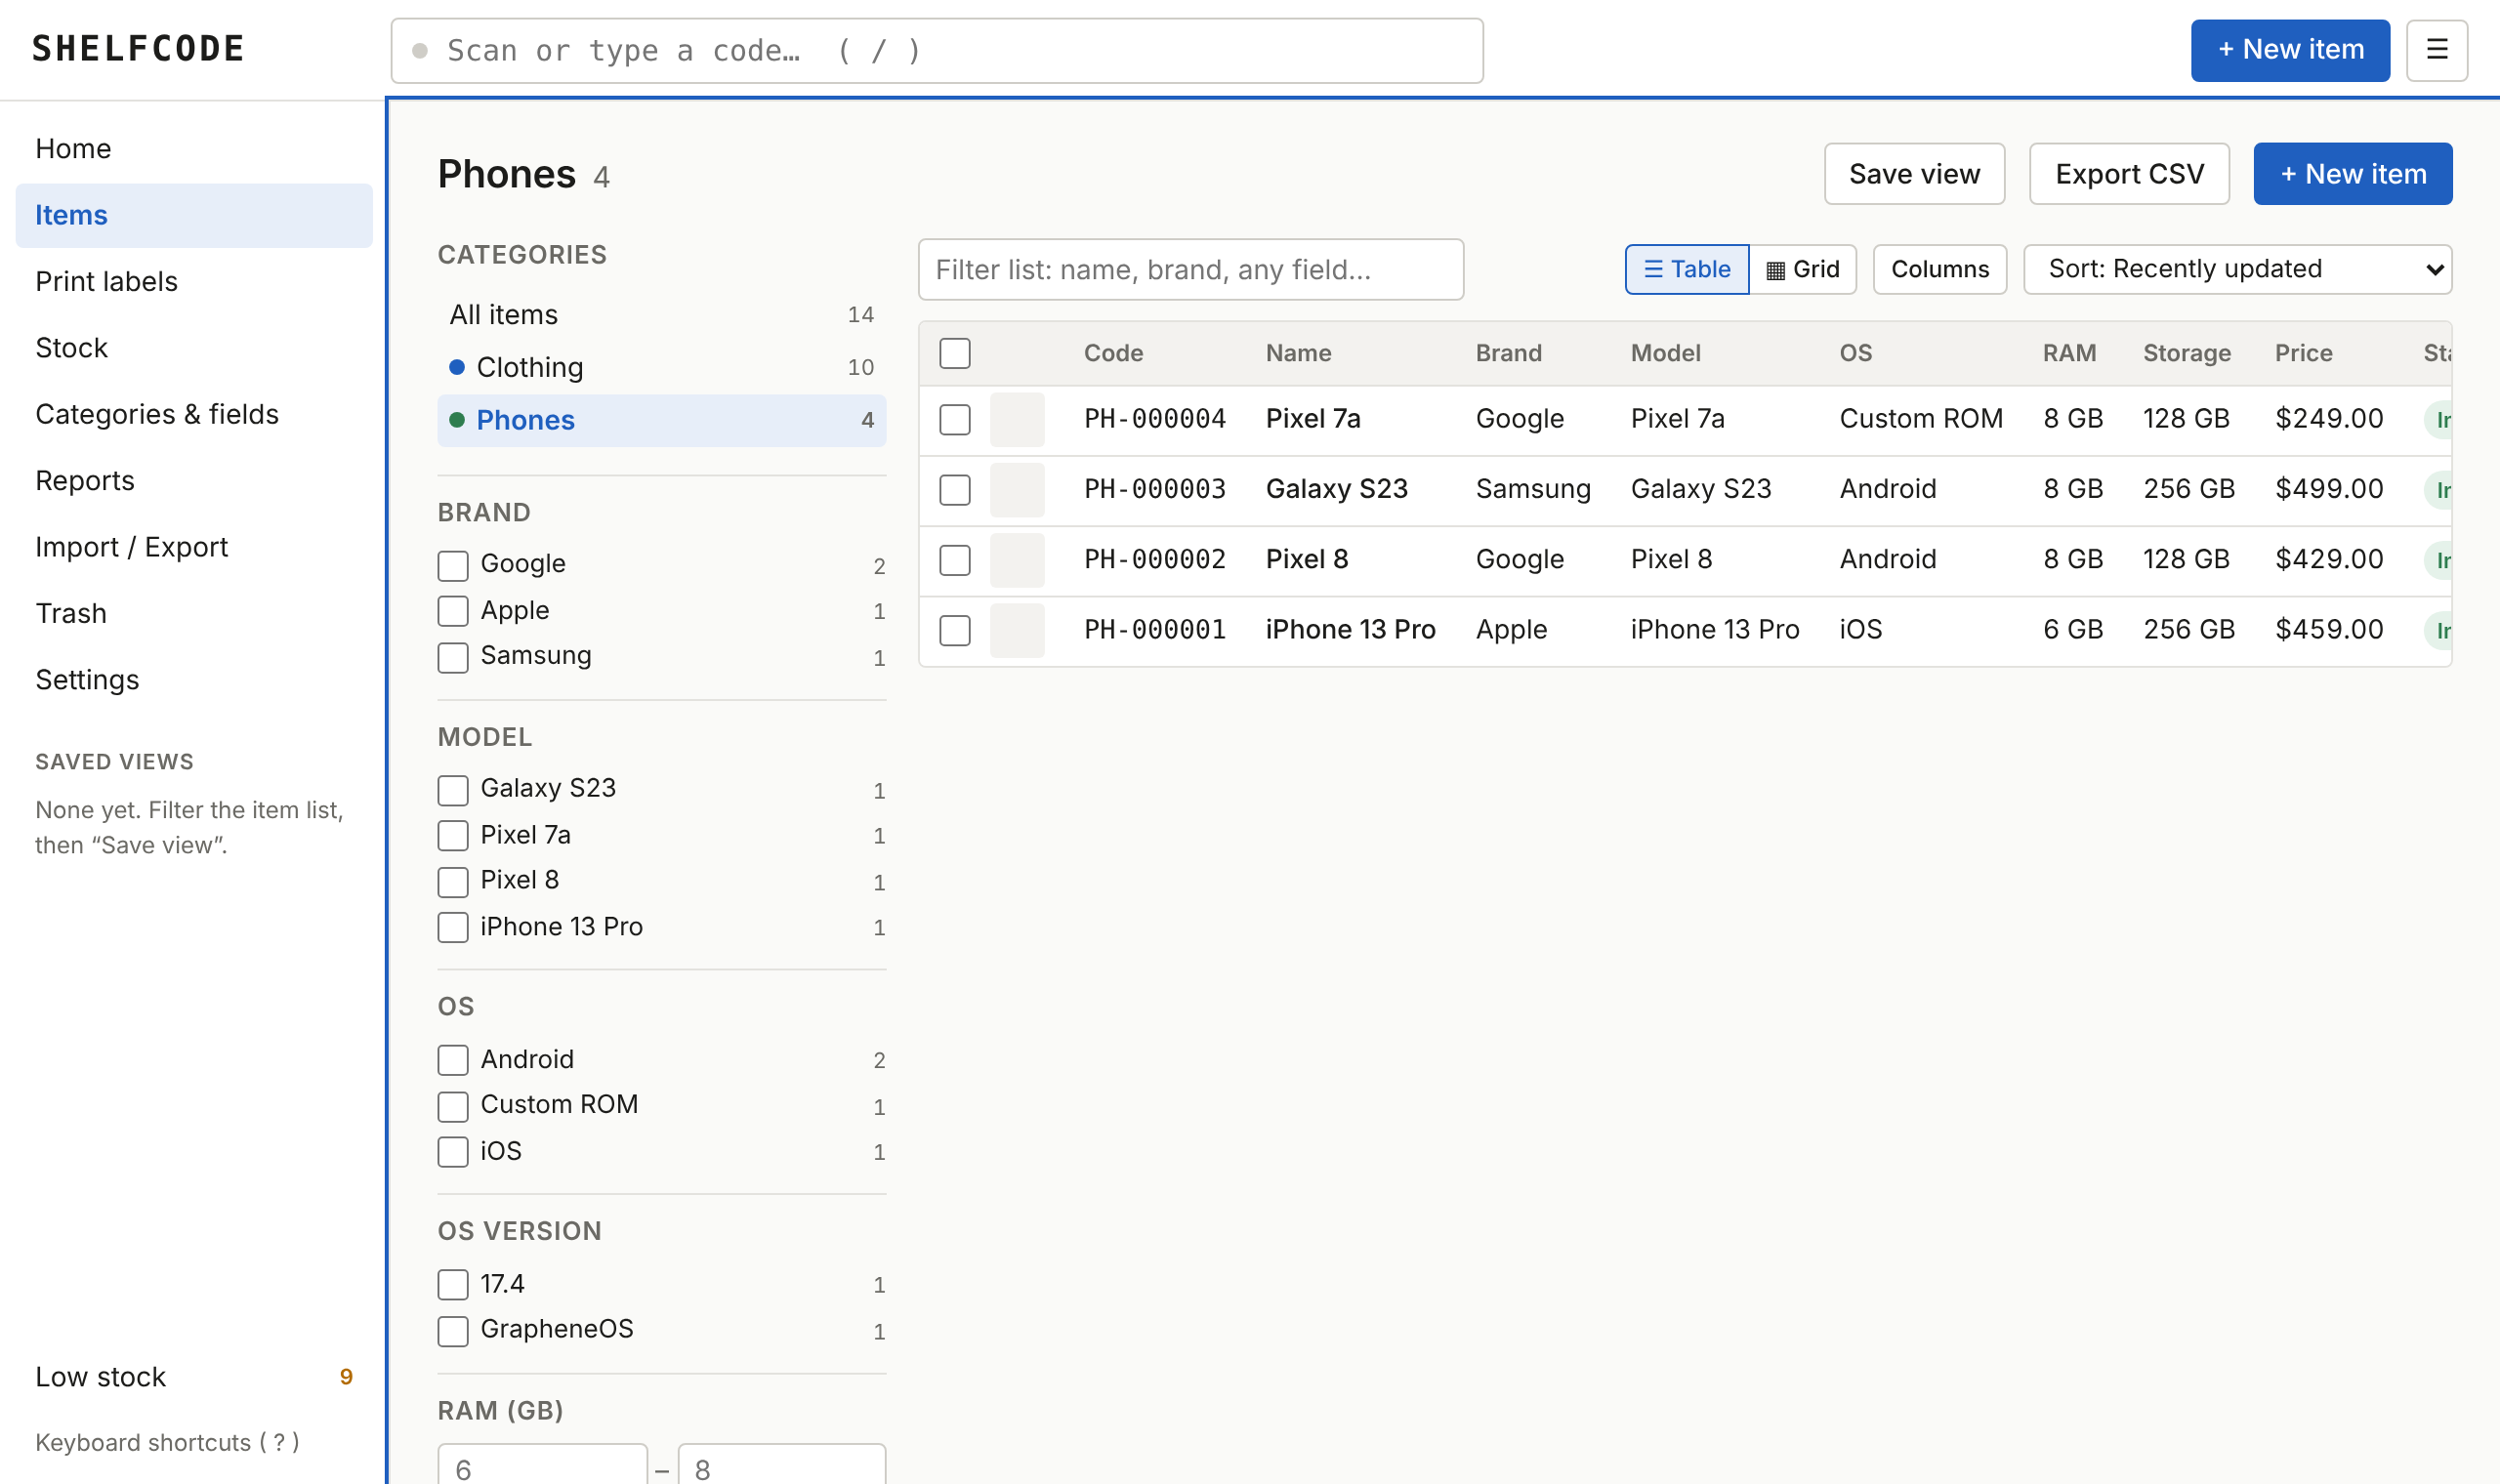 SHELFCODE
Scan or type a code… ( / )
+ New item
☰
Home
Items
Print labels
Stock
Categories & fields
Reports
Import / Export
Trash
Settings
SAVED VIEWS
None yet. Filter the item list,
then “Save view”.
Low stock 9
Keyboard shortcuts ( ? )
Phones 4
Save view
Export CSV
+ New item
CATEGORIES
All items 14
Clothing 10
Phones 4
BRAND
Google 2
Apple 1
Samsung 1
MODEL
Galaxy S23 1
Pixel 7a 1
Pixel 8 1
iPhone 13 Pro 1
OS
Android 2
Custom ROM 1
iOS 1
OS VERSION
17.4 1
GrapheneOS 1
RAM (GB)
6 – 8
Filter list: name, brand, any field…
☰ Table
▦ Grid
Columns
Sort: Recently updated
Code Name Brand Model OS RAM Storage Price
PH-000004 Pixel 7a Google Pixel 7a Custom ROM 8 GB 128 GB $249.00
PH-000003 Galaxy S23 Samsung Galaxy S23 Android 8 GB 256 GB $499.00
PH-000002 Pixel 8 Google Pixel 8 Android 8 GB 128 GB $429.00
PH-000001 iPhone 13 Pro Apple iPhone 13 Pro iOS 6 GB 256 GB $459.00